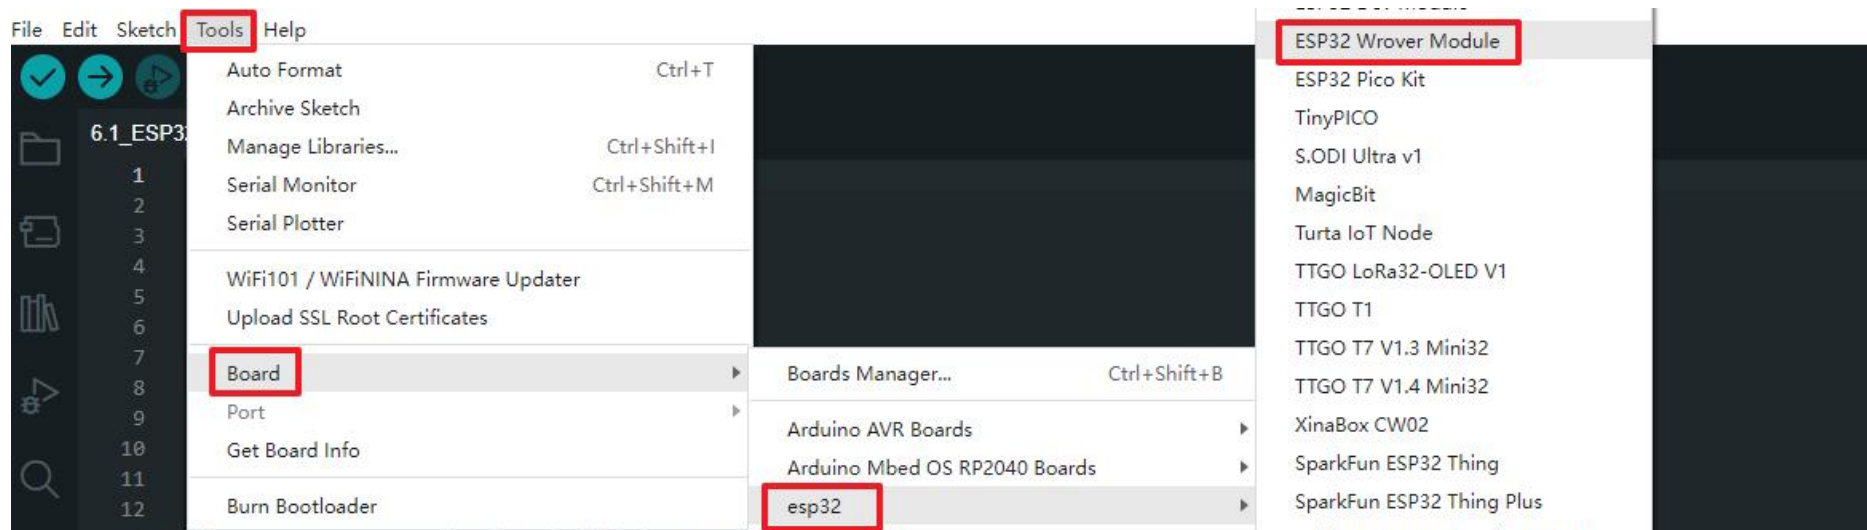 File Edit Sketch Tools Help
6.1_ESP3
1
2
3
4
5
6
7
8
9
10
11
12
Auto Format Ctrl+T
Archive Sketch
Manage Libraries... Ctrl+Shift+I
Serial Monitor Ctrl+Shift+M
Serial Plotter
WiFi101 / WiFiNINA Firmware Updater
Upload SSL Root Certificates
Board
Port
Get Board Info
Burn Bootloader
Boards Manager... Ctrl+Shift+B
Arduino AVR Boards
Arduino Mbed OS RP2040 Boards
esp32
ESP32 Wrover Module
ESP32 Pico Kit
TinyPICO
S.ODI Ultra v1
MagicBit
Turta IoT Node
TTGO LoRa32-OLED V1
TTGO T1
TTGO T7 V1.3 Mini32
TTGO T7 V1.4 Mini32
XinaBox CW02
SparkFun ESP32 Thing
SparkFun ESP32 Thing Plus